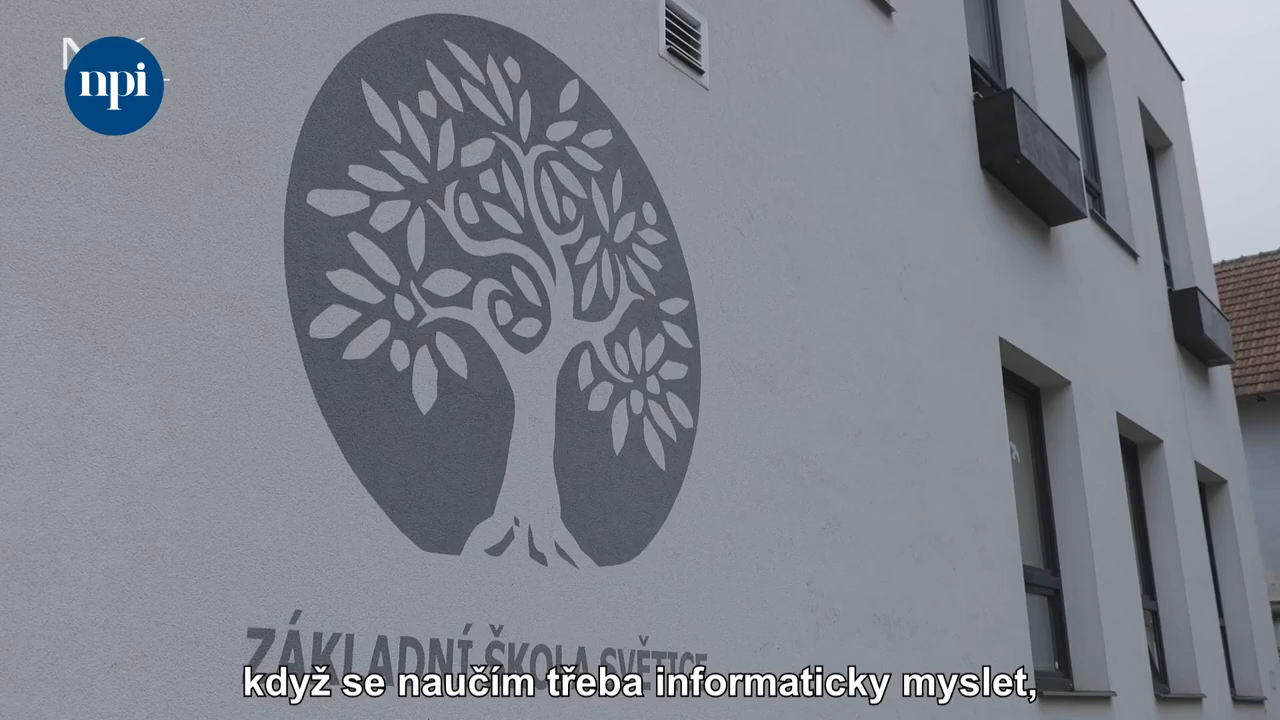 npi
ZÁKLADNÍ ŠKOLA SVĚTICE
když se naučím třeba informaticky myslet,